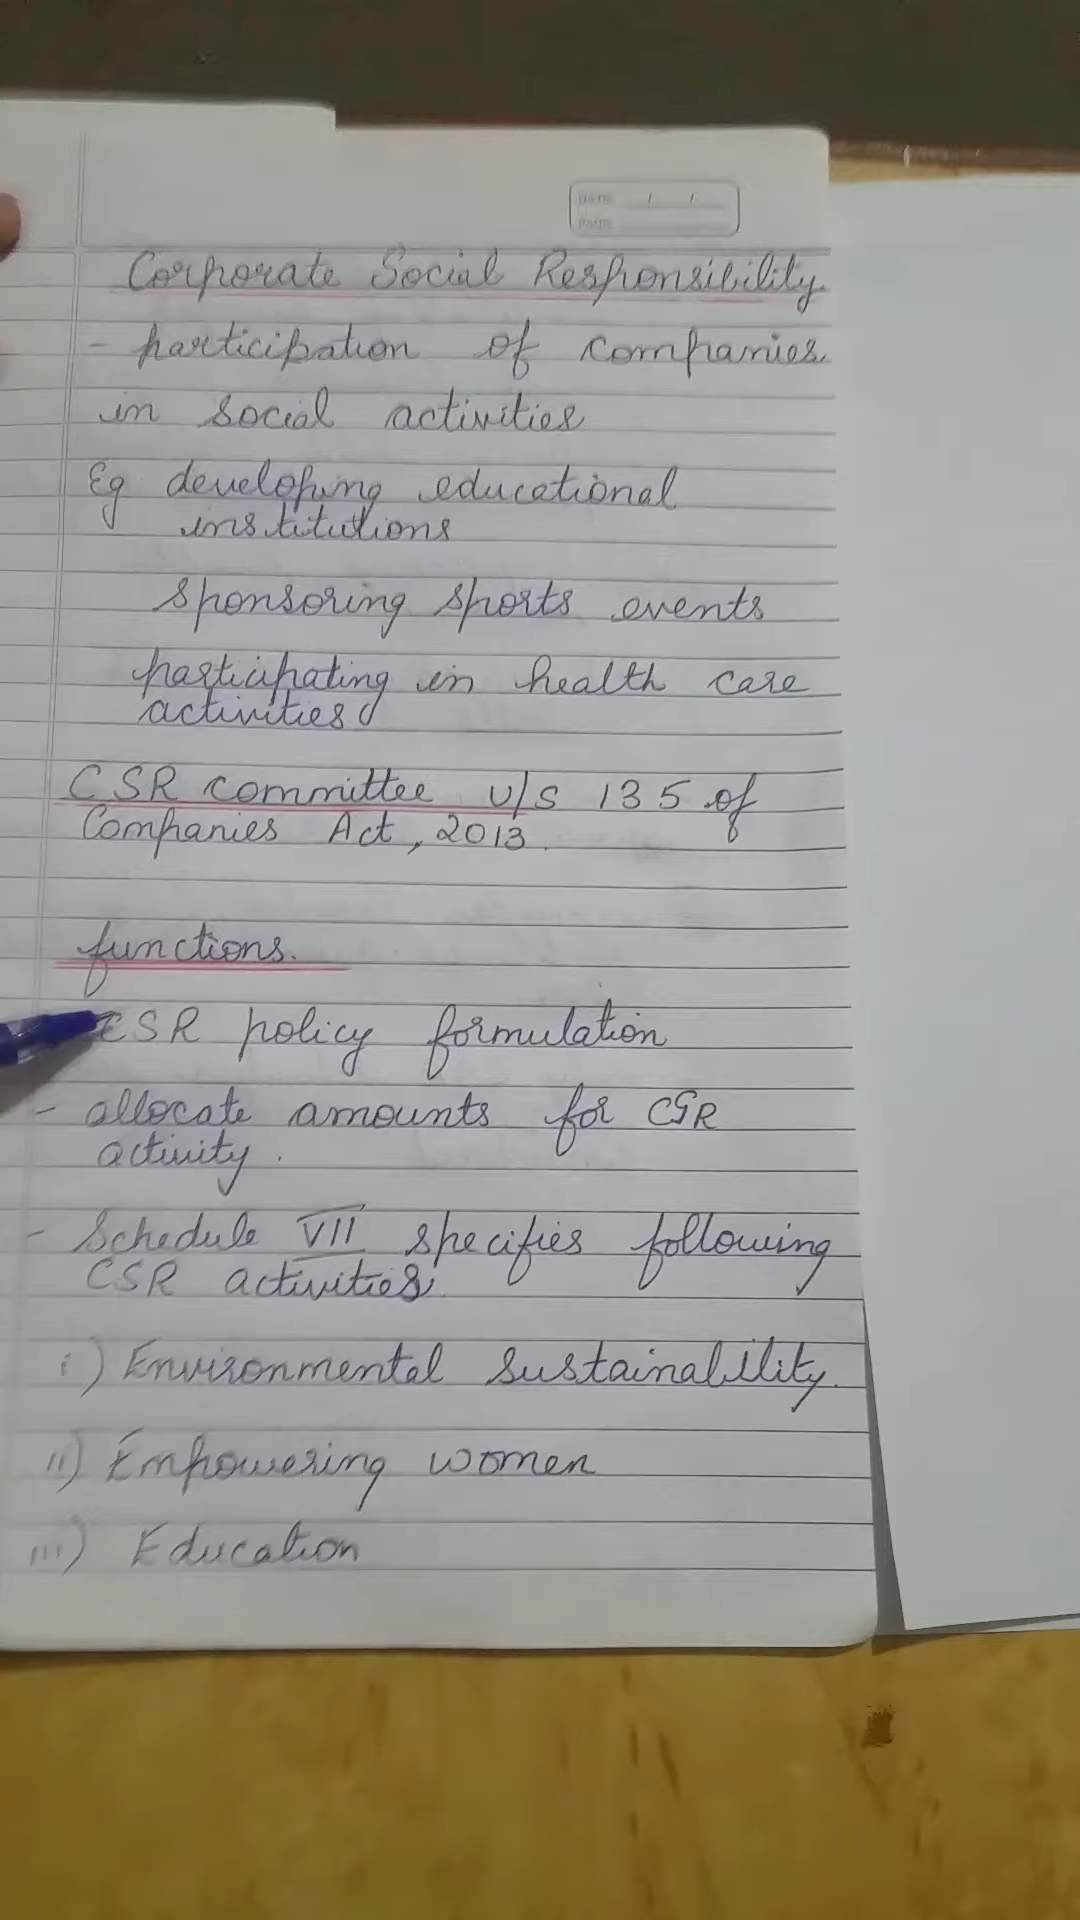 DATE / /
PAGE
Corporate Social Responsibility.
- participation of companies
in social activities
Eg developing educational
institutions
sponsoring sports events
participating in health care
activities
CSR committee u/s 135 of
Companies Act, 2013.
functions.
CSR policy formulation
- allocate amounts for CSR
activity.
- Schedule VII specifies following
CSR activities
i) Environmental sustainability.
ii) Empowering women
iii) Education